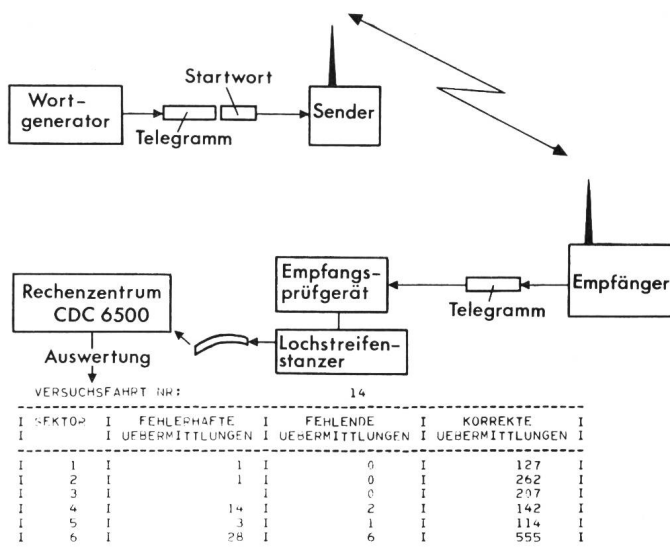 Startwort
Wort-
generator
Telegramm
Sender
Empfänger
Telegramm
Empfangs-
prüfgerät
Lochstreifen-
stanzer
Rechenzentrum
CDC 6500
Auswertung
VERSUCHSFAHRT NR: 14
I SEKTOR I FEHLERHAFTE I FEHLENDE I KORREKTE I
I I UEBERMITTLUNGEN I UEBERMITTLUNGEN I UEBERMITTLUNGEN I
I 1 I 1 I 0 I 127 I
I 2 I 1 I 0 I 262 I
I 3 I I 0 I 207 I
I 4 I 14 I 2 I 142 I
I 5 I 3 I 1 I 114 I
I 6 I 28 I 6 I 555 I